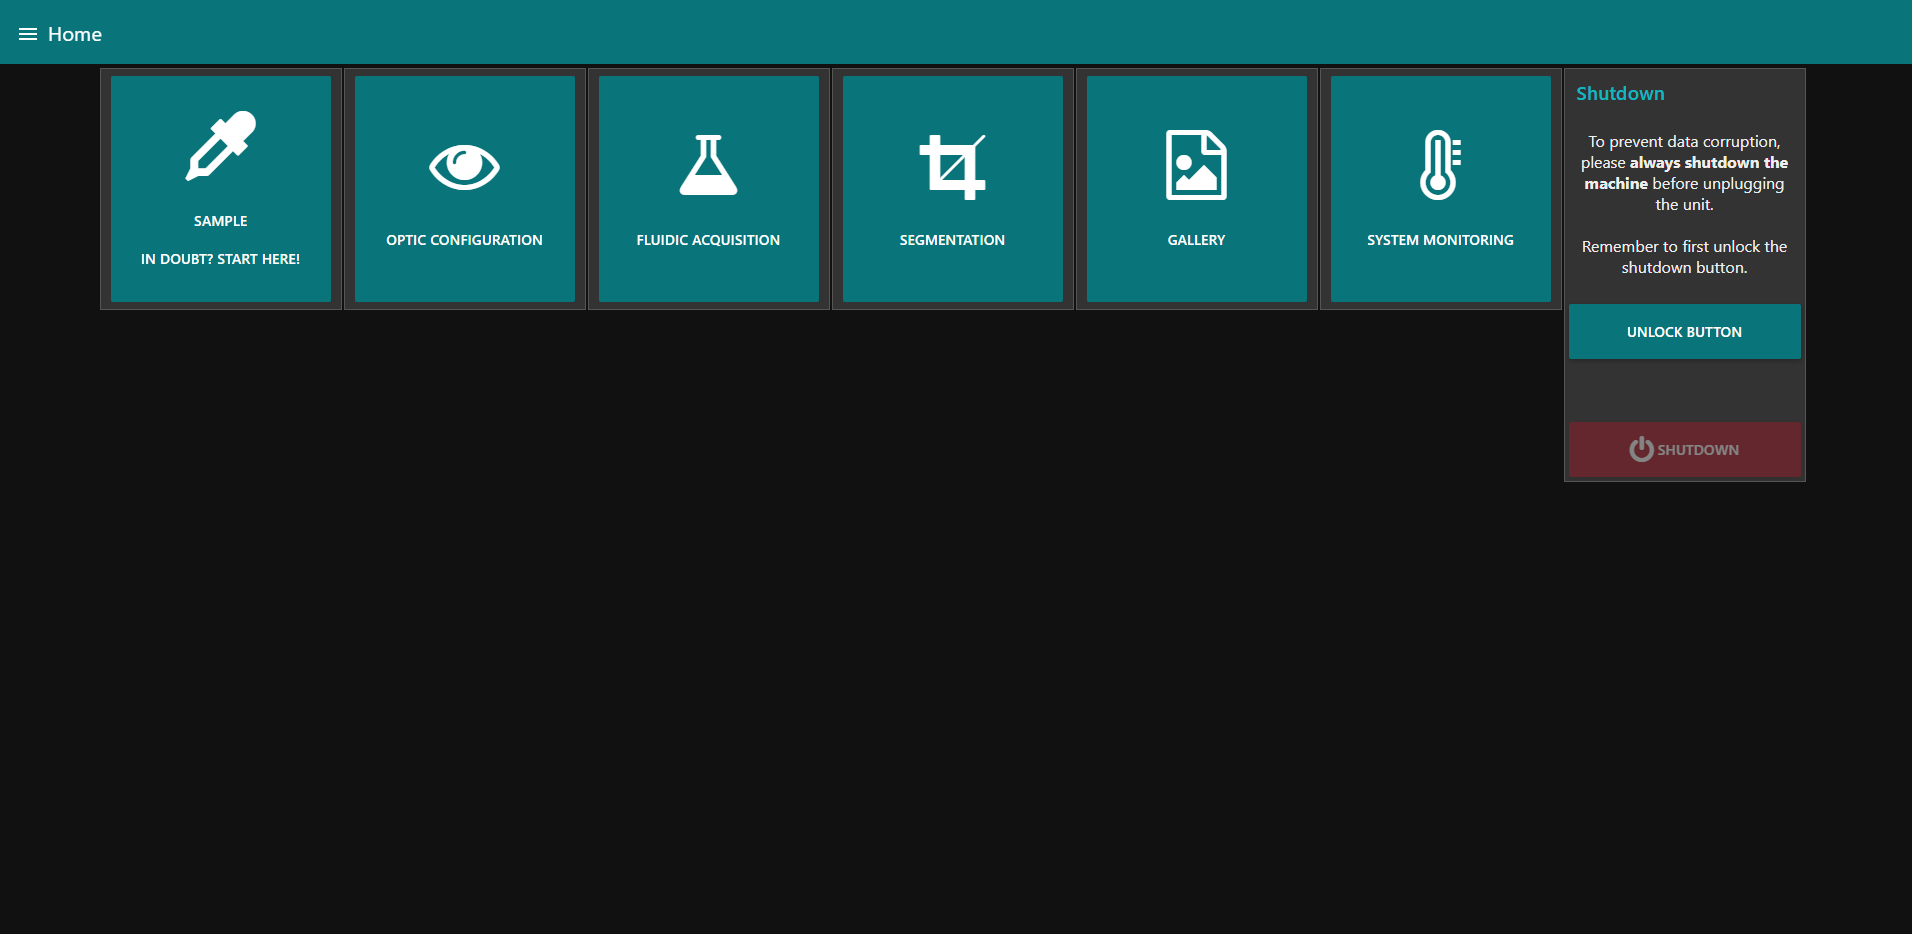 Home
SAMPLE
IN DOUBT? START HERE!
OPTIC CONFIGURATION
FLUIDIC ACQUISITION
SEGMENTATION
GALLERY
SYSTEM MONITORING
Shutdown
To prevent data corruption,
please always shutdown the
machine before unplugging
the unit.
Remember to first unlock the
shutdown button.
UNLOCK BUTTON
SHUTDOWN